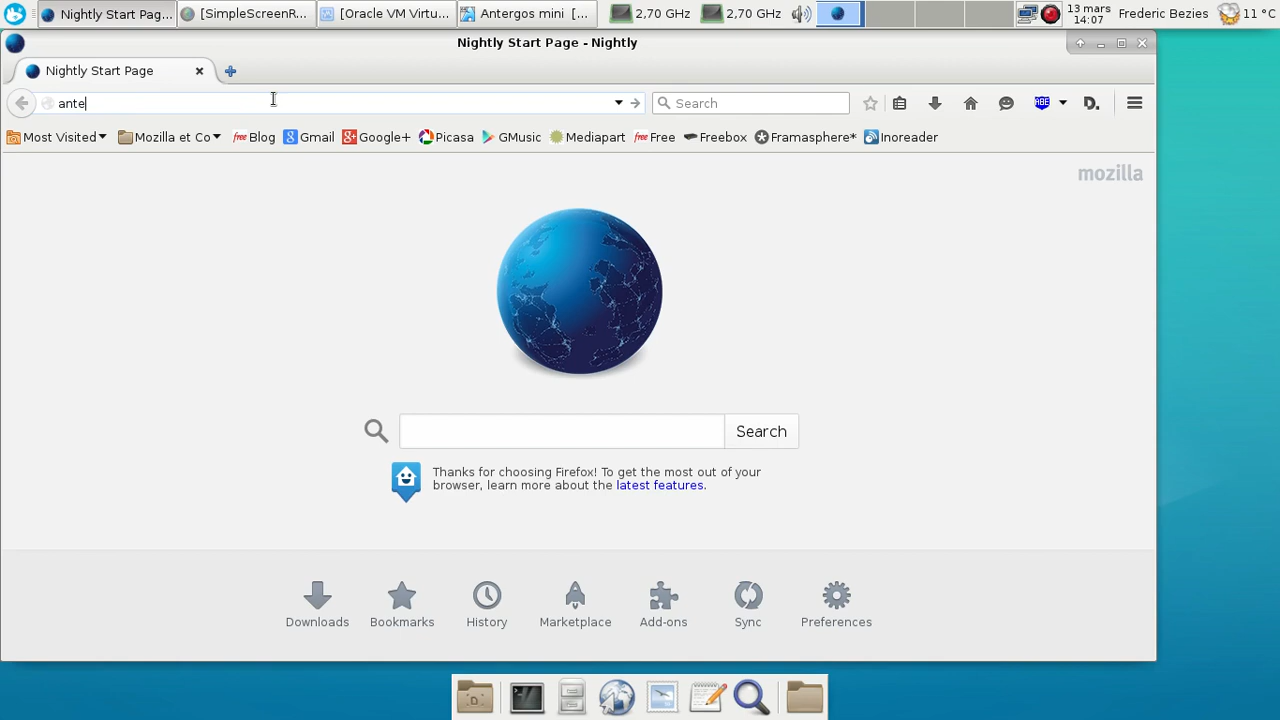 Nightly Start Pag...
[SimpleScreenR...
[Oracle VM Virtu...
Antergos mini [...
2,70 GHz
2,70 GHz
13 mars
14:07
Frederic Bezies
11 °C
Nightly Start Page - Nightly
Nightly Start Page
ante
Search
ABE
D.
Most Visited
Mozilla et Co
free Blog
Gmail
Google+
Picasa
GMusic
Mediapart
free Free
Freebox
Framasphere*
Inoreader
mozilla
Search
Thanks for choosing Firefox! To get the most out of your
browser, learn more about the latest features.
Downloads
Bookmarks
History
Marketplace
Add-ons
Sync
Preferences